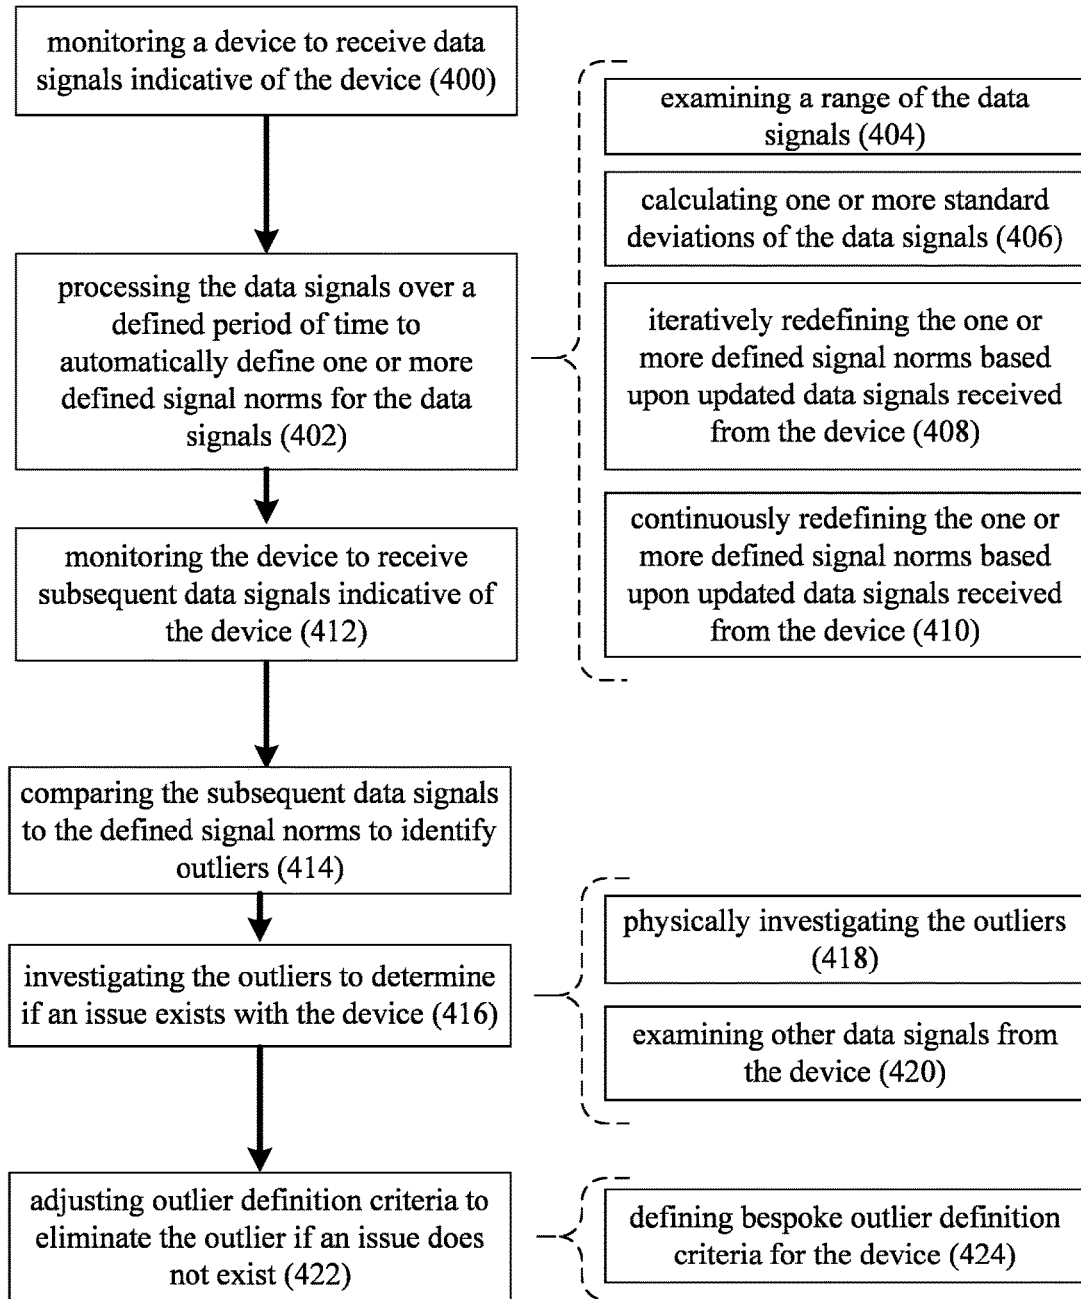 monitoring a device to receive data
signals indicative of the device (400)
processing the data signals over a
defined period of time to
automatically define one or more
defined signal norms for the data
signals (402)
examining a range of the data
signals (404)
calculating one or more standard
deviations of the data signals (406)
iteratively redefining the one or
more defined signal norms based
upon updated data signals received
from the device (408)
continuously redefining the one or
more defined signal norms based
upon updated data signals received
from the device (410)
monitoring the device to receive
subsequent data signals indicative of
the device (412)
comparing the subsequent data signals
to the defined signal norms to identify
outliers (414)
investigating the outliers to determine
if an issue exists with the device (416)
physically investigating the outliers
(418)
examining other data signals from
the device (420)
adjusting outlier definition criteria to
eliminate the outlier if an issue does
not exist (422)
defining bespoke outlier definition
criteria for the device (424)